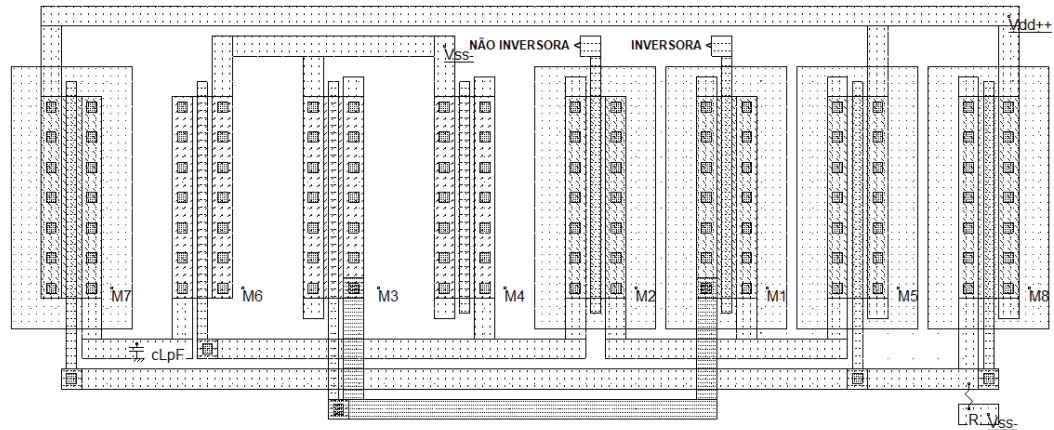 Vdd++
NÃO INVERSORA <
INVERSORA <
Vss-
M7
M6
M3
M4
M2
M1
M5
M8
cLpF
R
Vss-